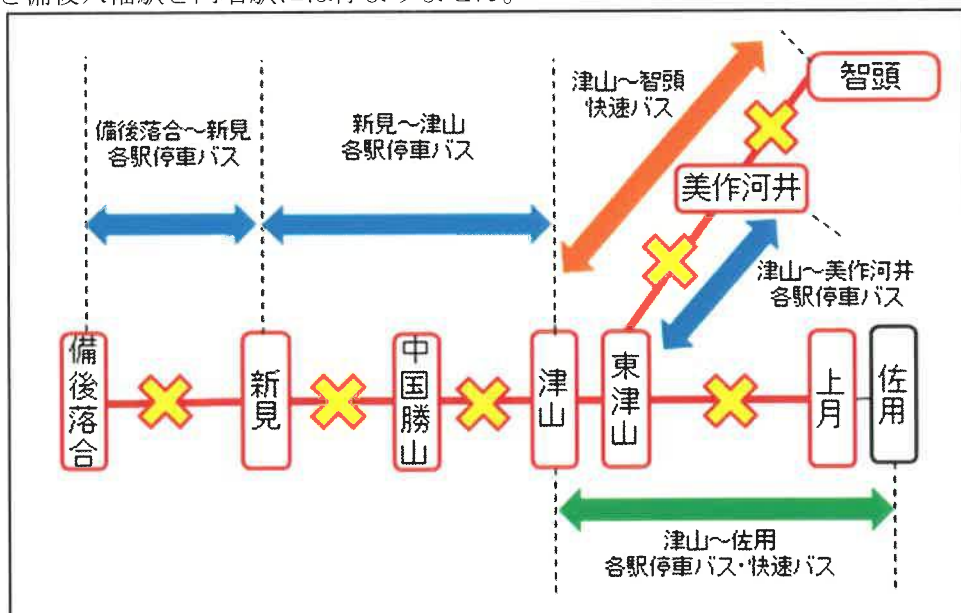 津山～智頭
快速バス
智頭
備後落合～新見
各駅停車バス
新見～津山
各駅停車バス
美作河井
津山～美作河井
各駅停車バス
備後落合
新見
中国勝山
津山
東津山
上月
佐用
津山～佐用
各駅停車バス・快速バス